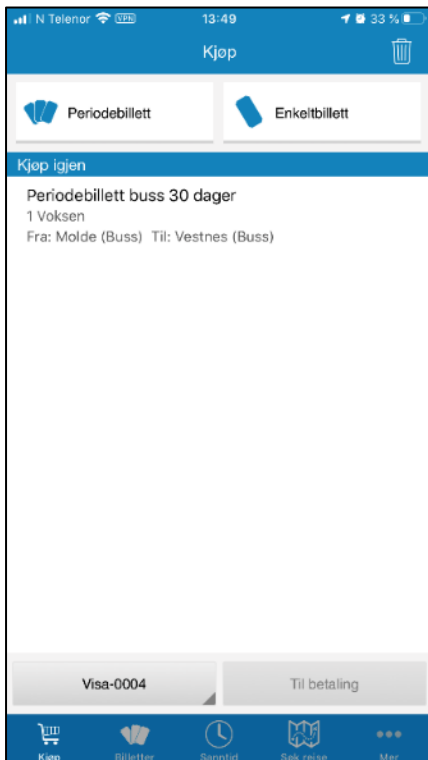 N Telenor VPN 13:49 33 %
Kjøp
Periodebillett Enkeltbillett
Kjøp igjen
Periodebillett buss 30 dager
1 Voksen
Fra: Molde (Buss) Til: Vestnes (Buss)
Visa-0004 Til betaling
Kjøp Billetter Sanntid Søk reise Mer